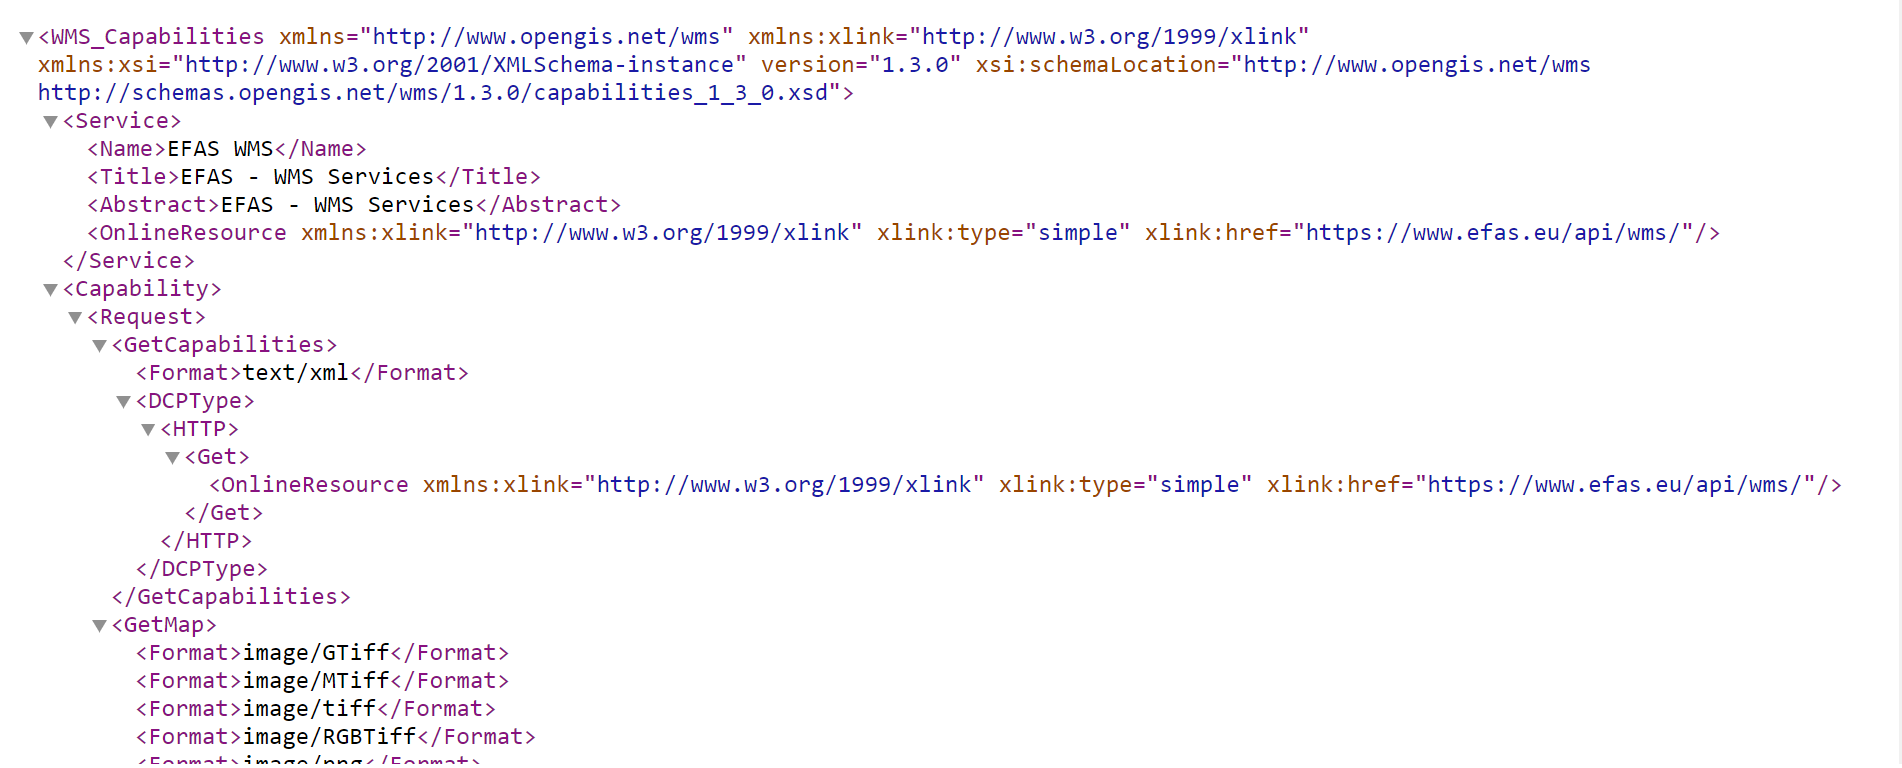 <WMS_Capabilities xmlns="http://www.opengis.net/wms" xmlns:xlink="http://www.w3.org/1999/xlink"
xmlns:xsi="http://www.w3.org/2001/XMLSchema-instance" version="1.3.0" xsi:schemaLocation="http://www.opengis.net/wms
http://schemas.opengis.net/wms/1.3.0/capabilities_1_3_0.xsd">
<Service>
<Name>EFAS WMS</Name>
<Title>EFAS - WMS Services</Title>
<Abstract>EFAS - WMS Services</Abstract>
<OnlineResource xmlns:xlink="http://www.w3.org/1999/xlink" xlink:type="simple" xlink:href="https://www.efas.eu/api/wms/"/>
</Service>
<Capability>
<Request>
<GetCapabilities>
<Format>text/xml</Format>
<DCPType>
<HTTP>
<Get>
<OnlineResource xmlns:xlink="http://www.w3.org/1999/xlink" xlink:type="simple" xlink:href="https://www.efas.eu/api/wms/"/>
</Get>
</HTTP>
</DCPType>
</GetCapabilities>
<GetMap>
<Format>image/GTiff</Format>
<Format>image/MTiff</Format>
<Format>image/tiff</Format>
<Format>image/RGBTiff</Format>
<Format>image/png</Format>